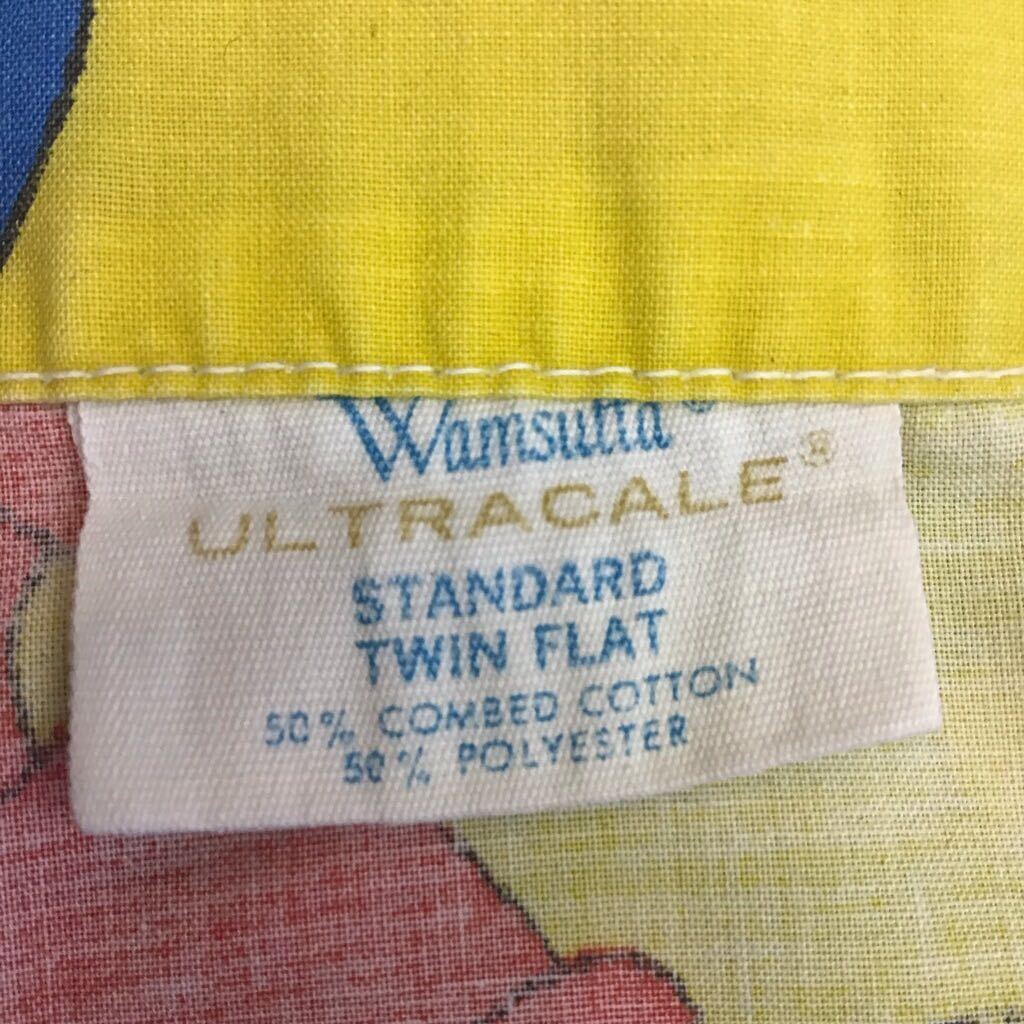 Wamsutta®
ULTRACALE®
STANDARD
TWIN FLAT
50% COMBED COTTON
50% POLYESTER